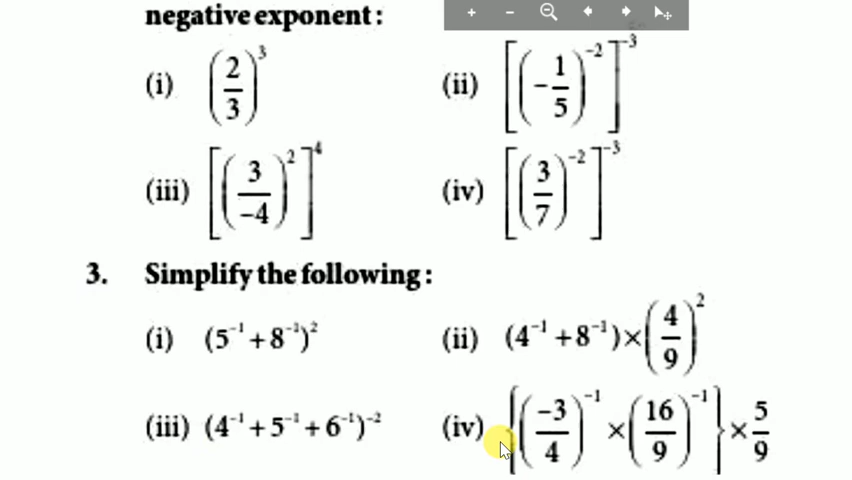 negative exponent:
(i) (2/3)³ (ii) [(-1/5)⁻²]⁻³
(iii) [(3/-4)²]⁴ (iv) [(3/7)⁻²]⁻³
3. Simplify the following:
(i) (5⁻¹+8⁻¹)² (ii) (4⁻¹+8⁻¹)×(4/9)²
(iii) (4⁻¹+5⁻¹+6⁻¹)⁻² (iv) {(-3/4)⁻¹×(16/9)⁻¹}×5/9